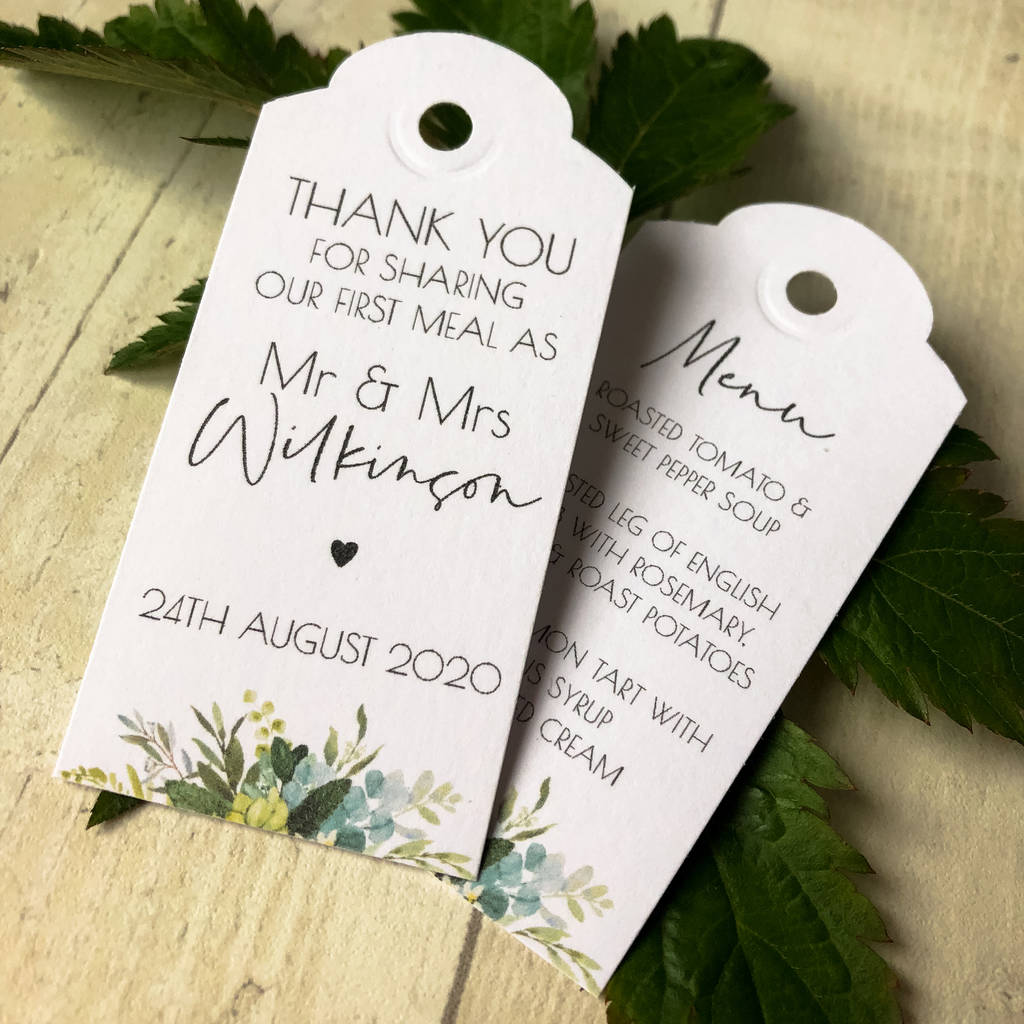 THANK YOU
FOR SHARING
OUR FIRST MEAL AS
Mr & Mrs
Wilkinson
24TH AUGUST 2020
Menu
ROASTED TOMATO &
SWEET PEPPER SOUP
LEG OF ENGLISH
WITH ROSEMARY,
& ROAST POTATOES
TART WITH
SYRUP
CREAM